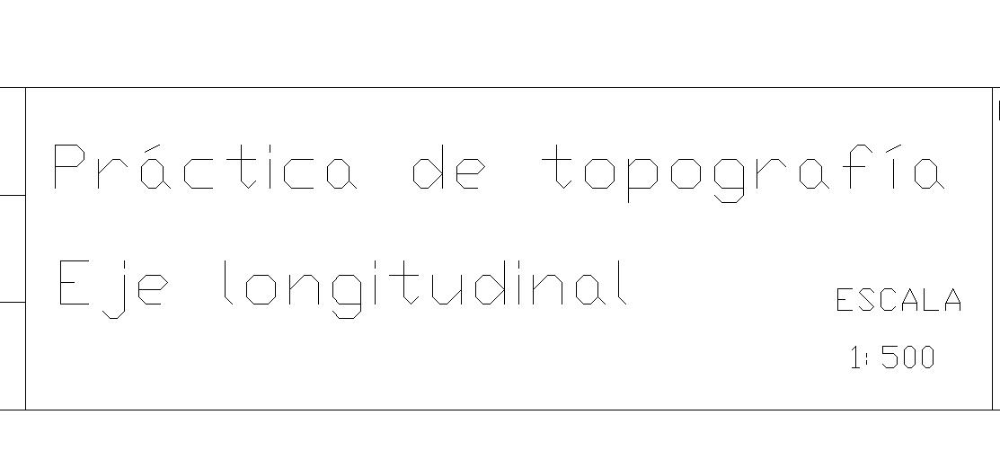 Práctica de topografía
Eje longitudinal
ESCALA
1:500